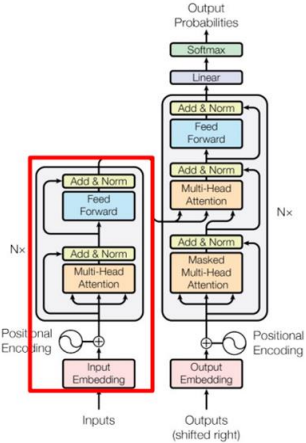 Output
Probabilities
Softmax
Linear
Add & Norm
Feed
Forward
Add & Norm
Multi-Head
Attention
Add & Norm
Masked
Multi-Head
Attention
N×
Positional
Encoding
Output
Embedding
Outputs
(shifted right)
Add & Norm
Feed
Forward
Add & Norm
Multi-Head
Attention
N×
Positional
Encoding
Input
Embedding
Inputs